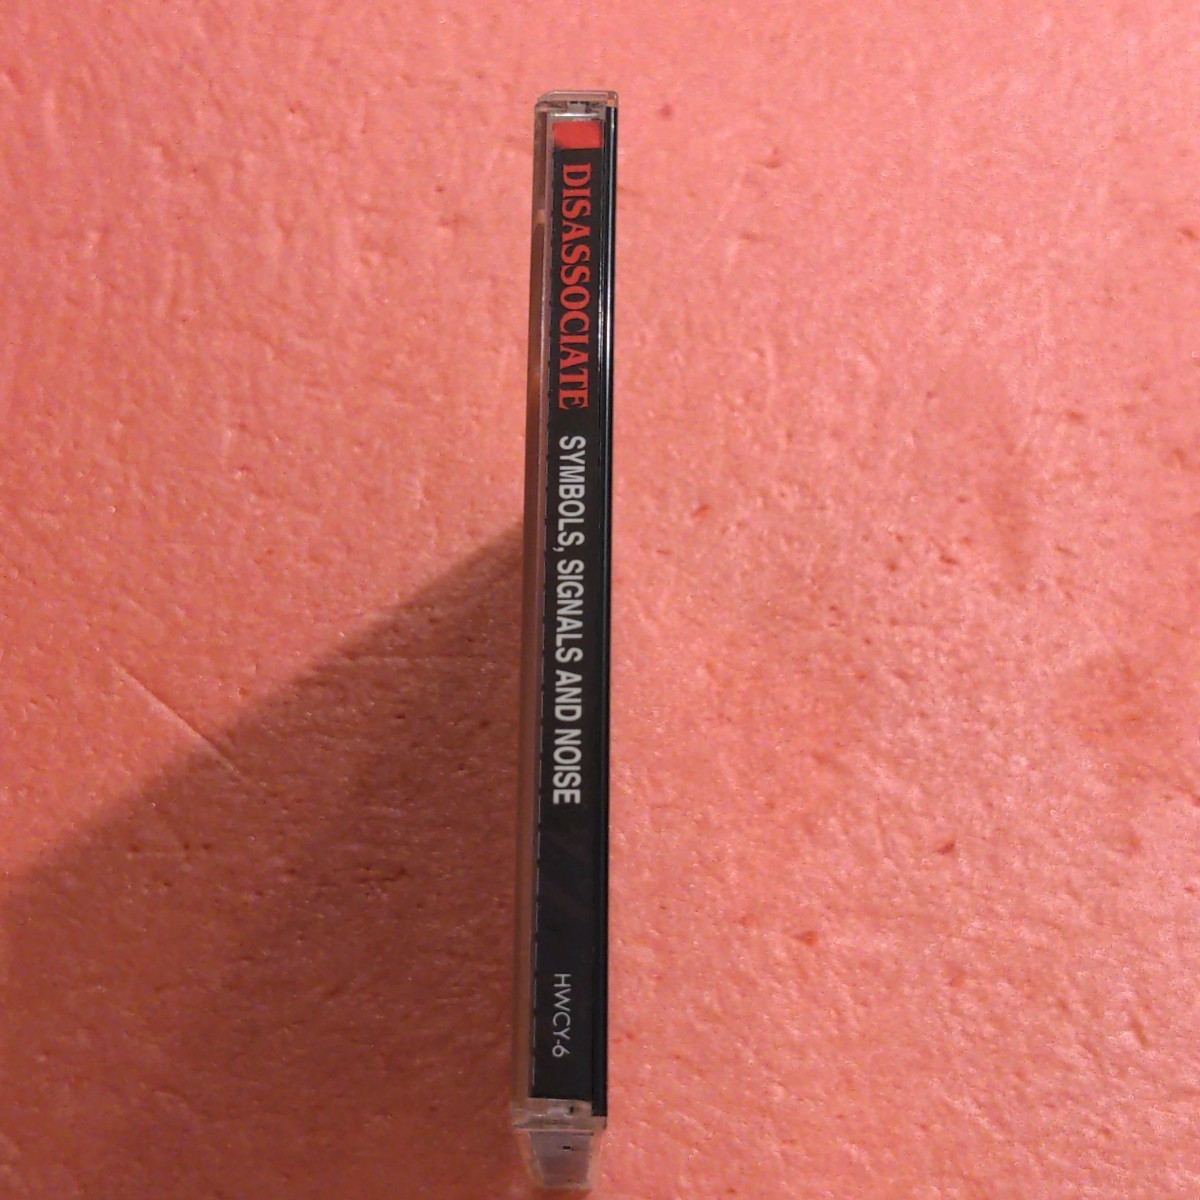 DISASSOCIATE SYMBOLS, SIGNALS AND NOISE HWCY-6